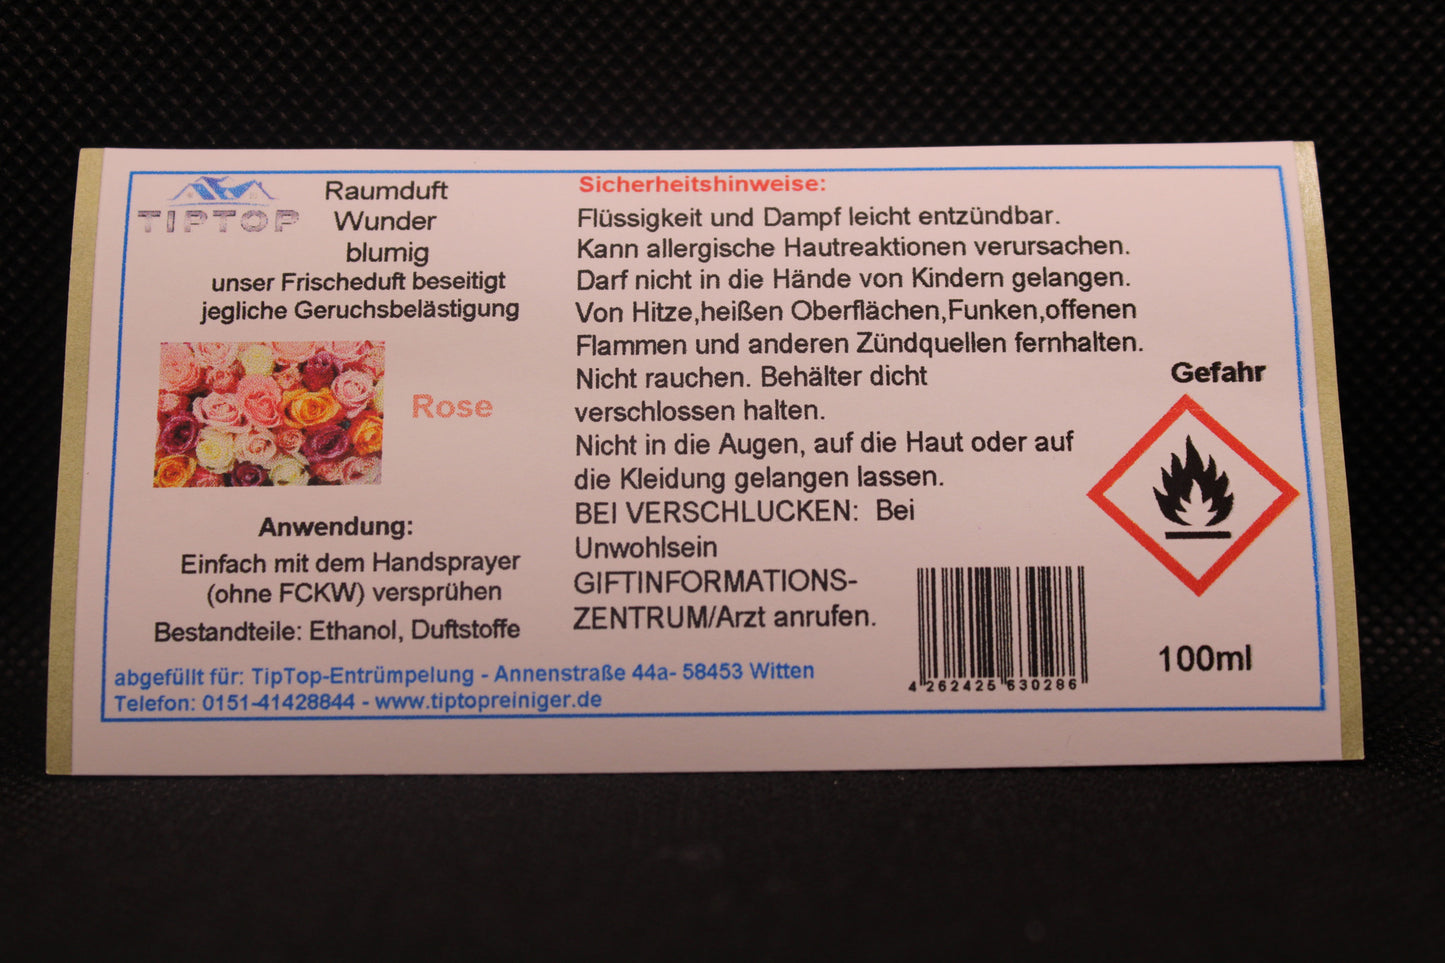 TIPTOP
Raumduft
Wunder
blumig
unser Frischeduft beseitigt
jegliche Geruchsbelästigung
Rose
Anwendung:
Einfach mit dem Handsprayer
(ohne FCKW) versprühen
Bestandteile: Ethanol, Duftstoffe
Sicherheitshinweise:
Flüssigkeit und Dampf leicht entzündbar.
Kann allergische Hautreaktionen verursachen.
Darf nicht in die Hände von Kindern gelangen.
Von Hitze,heißen Oberflächen,Funken,offenen
Flammen und anderen Zündquellen fernhalten.
Nicht rauchen. Behälter dicht
verschlossen halten.
Nicht in die Augen, auf die Haut oder auf
die Kleidung gelangen lassen.
BEI VERSCHLUCKEN: Bei
Unwohlsein
GIFTINFORMATIONS-
ZENTRUM/Arzt anrufen.
Gefahr
4 262425 630286
100ml
abgefüllt für: TipTop-Entrümpelung - Annenstraße 44a- 58453 Witten
Telefon: 0151-41428844 - www.tiptopreiniger.de